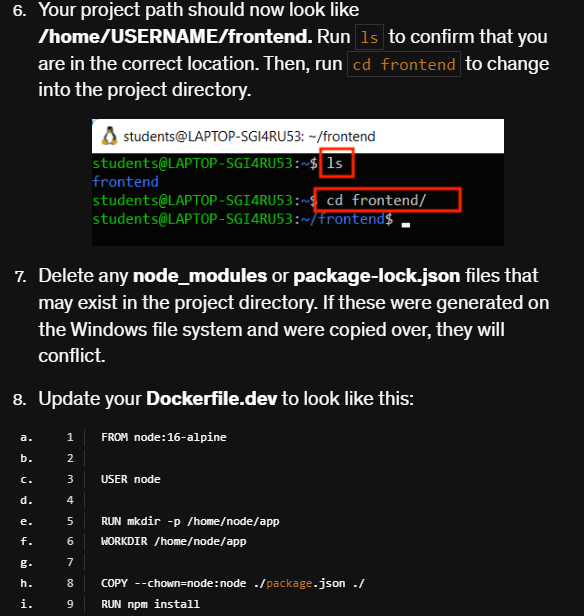 6. Your project path should now look like
/home/USERNAME/frontend. Run ls to confirm that you
are in the correct location. Then, run cd frontend to change
into the project directory.
students@LAPTOP-SGI4RU53: ~/frontend
students@LAPTOP-SGI4RU53:~$ ls
frontend
students@LAPTOP-SGI4RU53:~$ cd frontend/
students@LAPTOP-SGI4RU53:~/frontend$
7. Delete any node_modules or package-lock.json files that
may exist in the project directory. If these were generated on
the Windows file system and were copied over, they will
conflict.
8. Update your Dockerfile.dev to look like this:
a. 1 FROM node:16-alpine
b. 2
c. 3 USER node
d. 4
e. 5 RUN mkdir -p /home/node/app
f. 6 WORKDIR /home/node/app
g. 7
h. 8 COPY --chown=node:node ./package.json ./
i. 9 RUN npm install